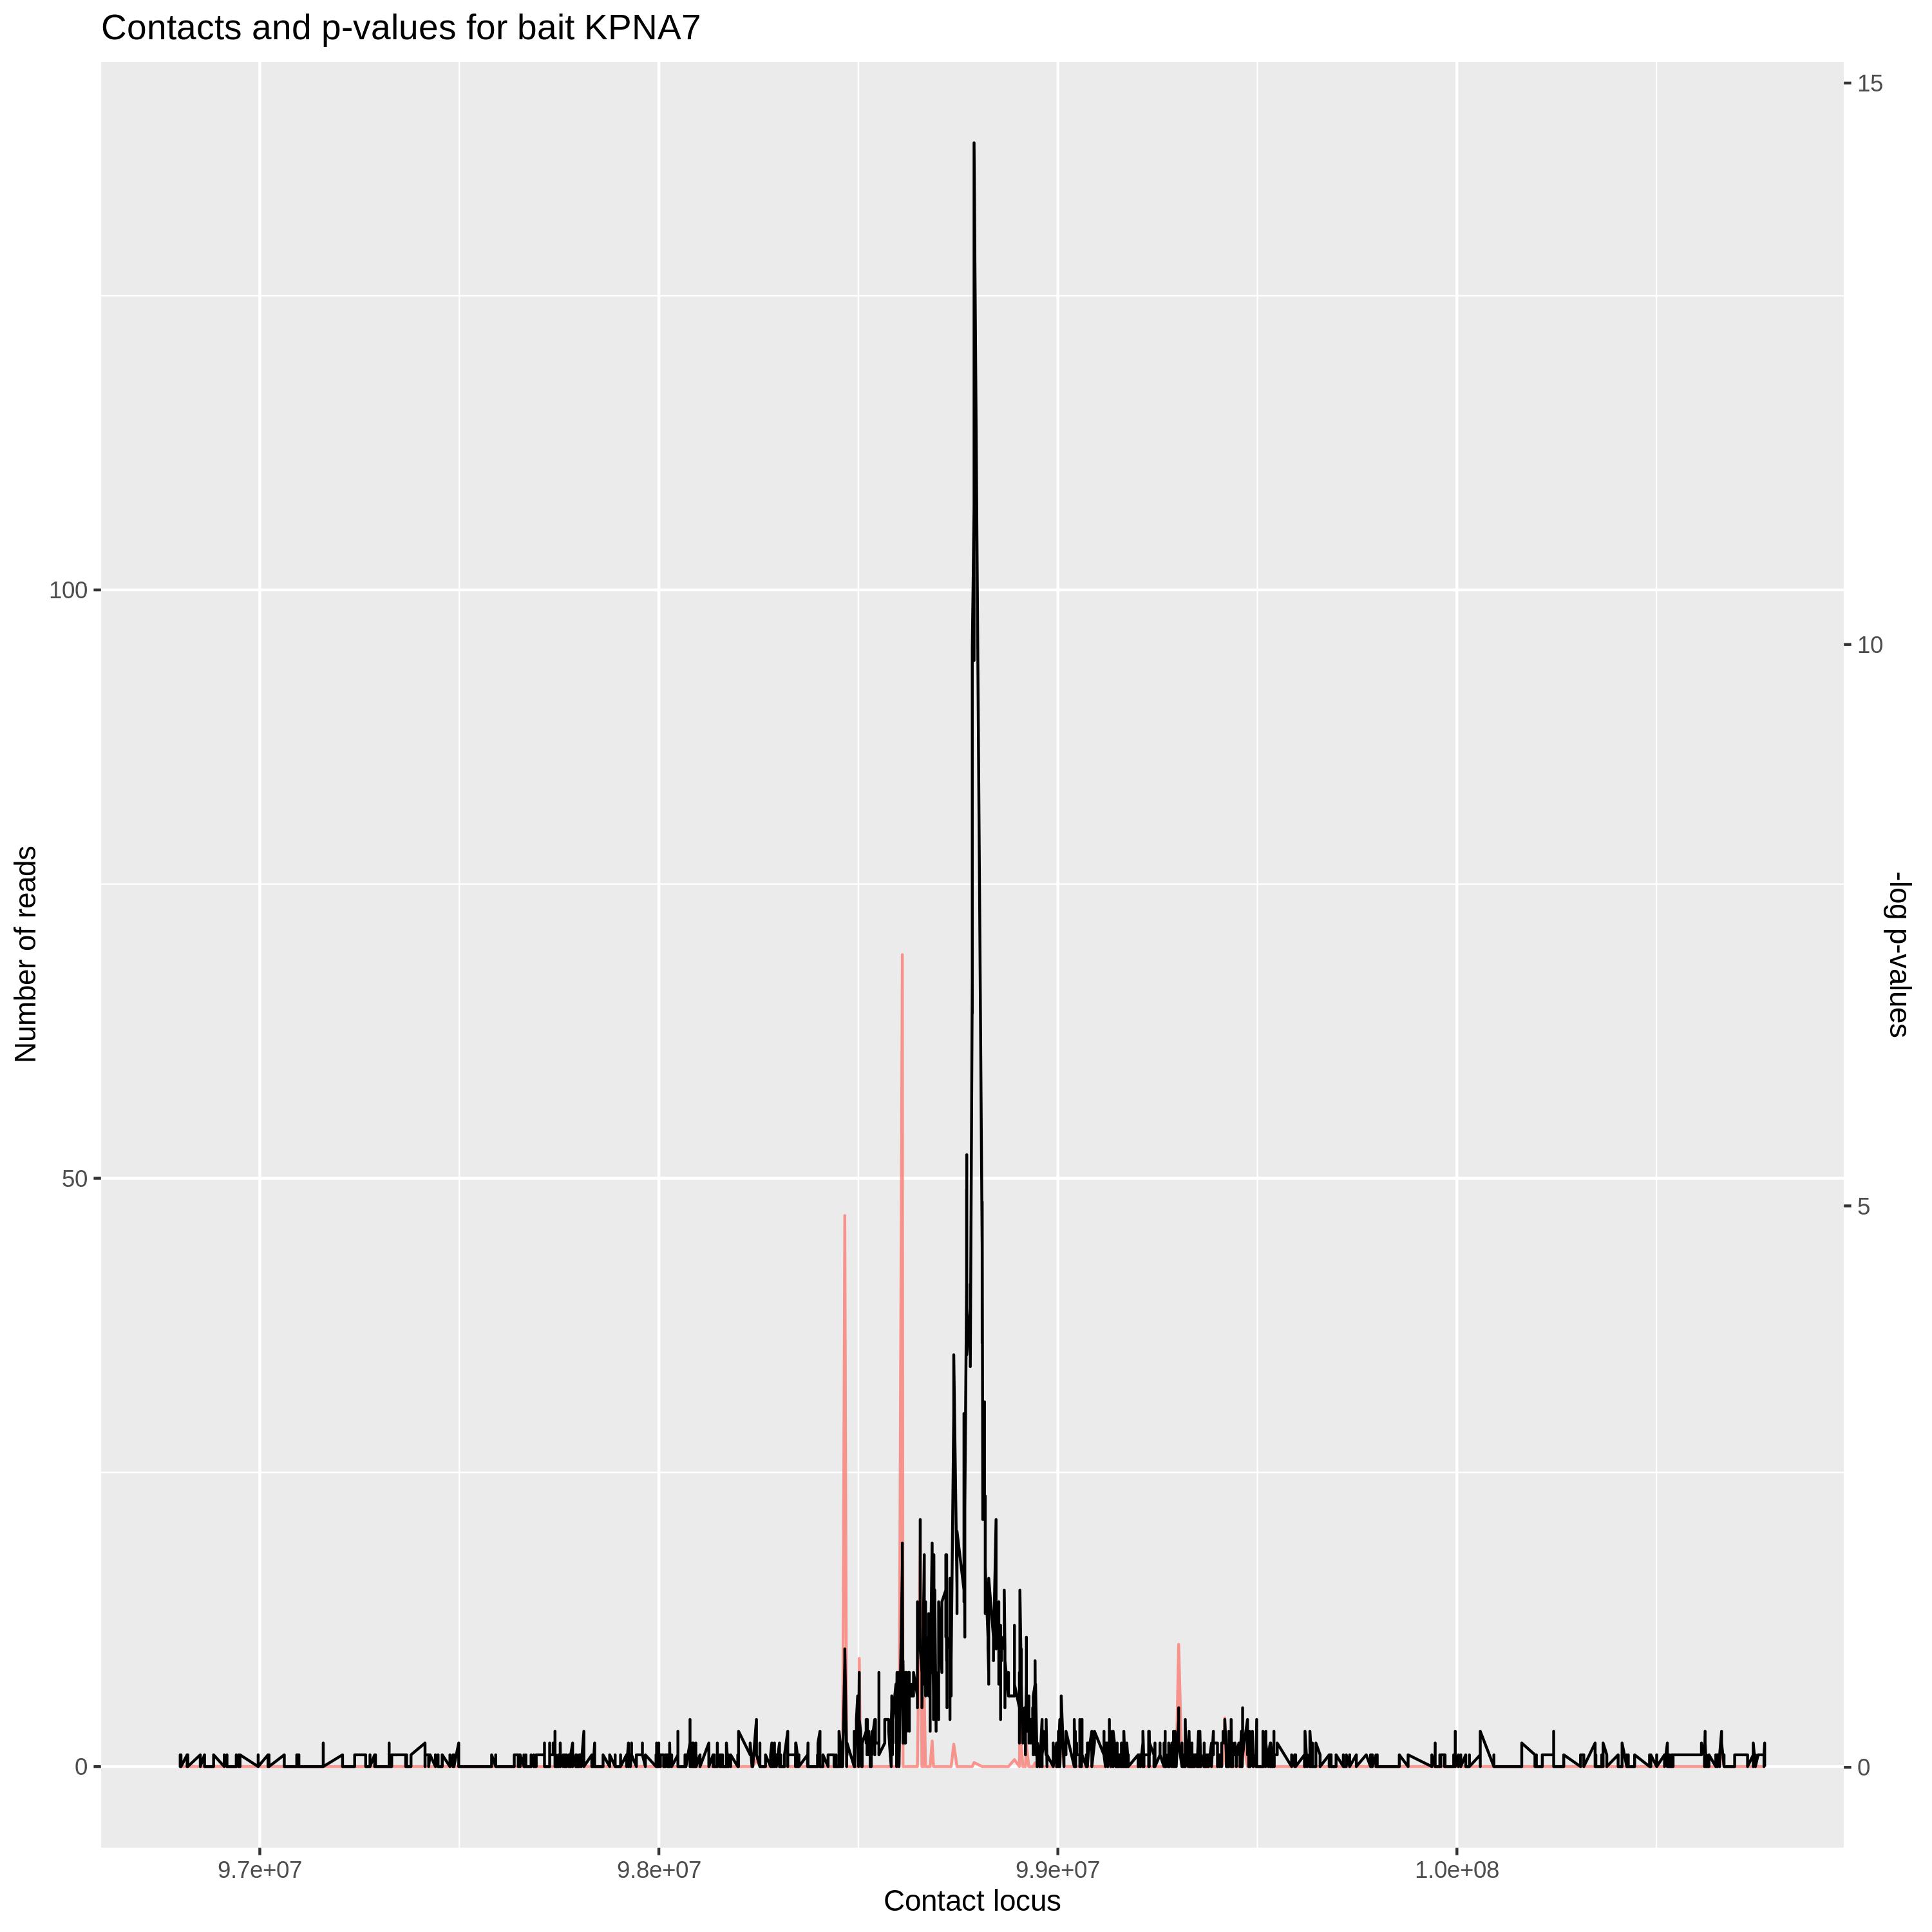 Contacts and p-values for bait KPNA7
15
100
10
50
5
0
0
Number of reads
-log p-values
9.7e+07
9.8e+07
9.9e+07
1.0e+08
Contact locus